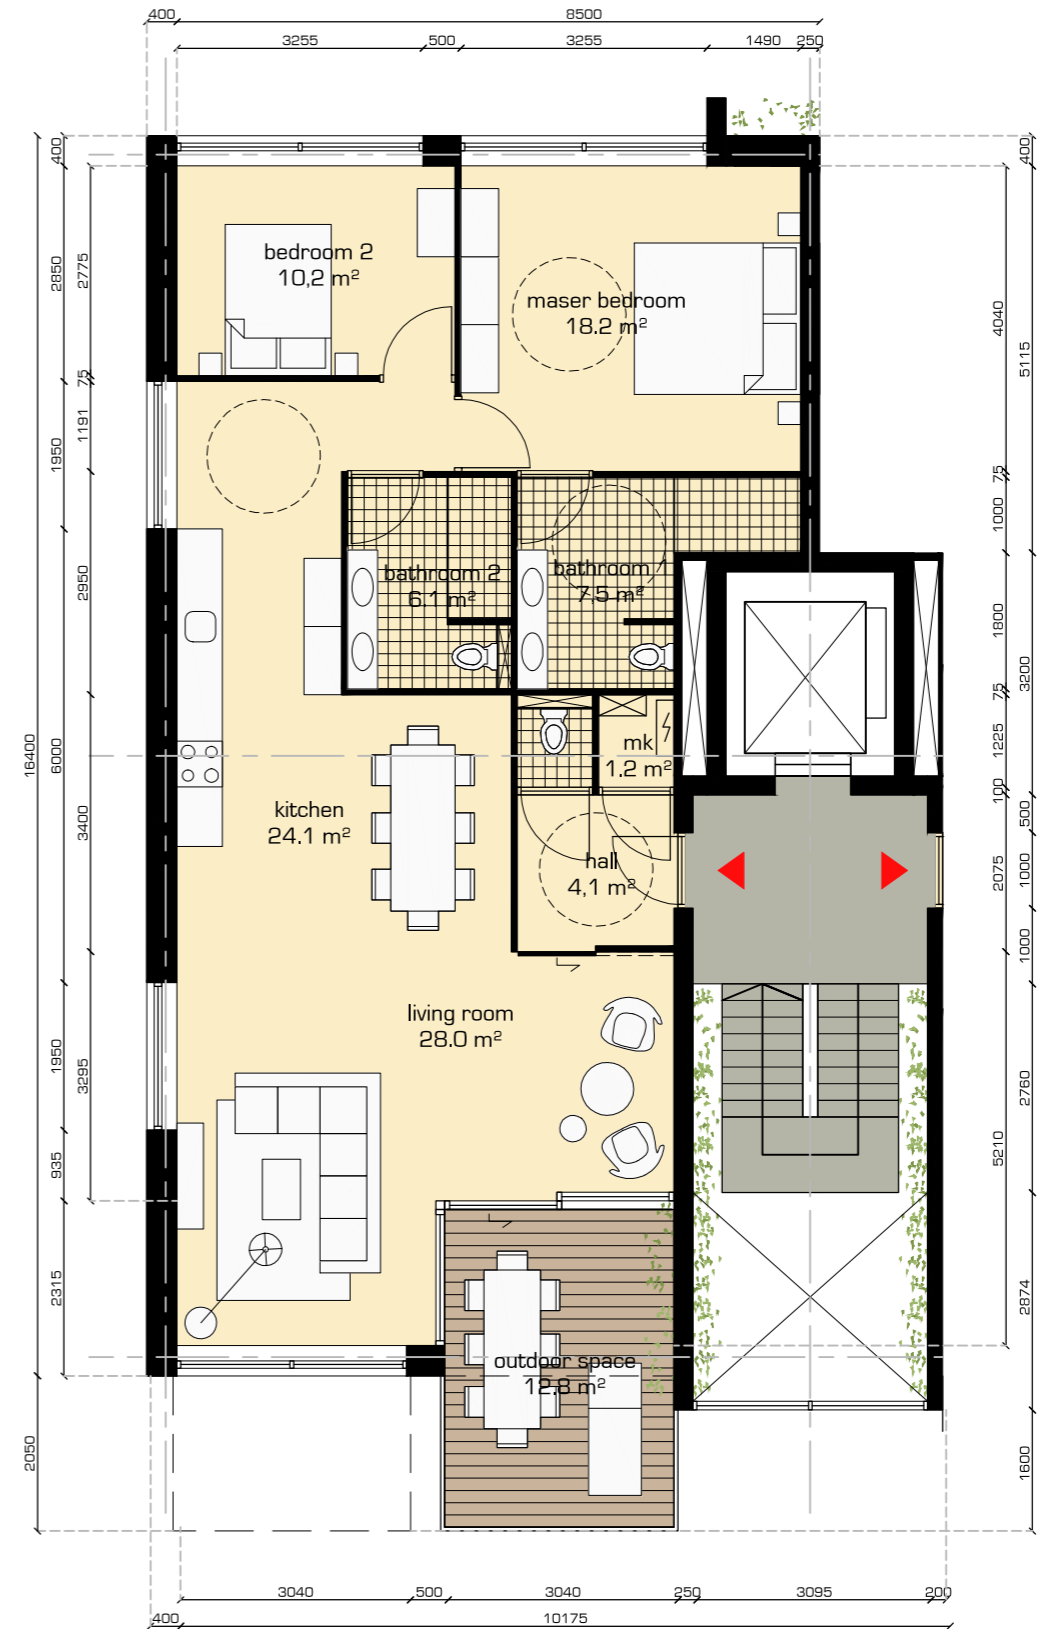 400 8500
3255 500 3255 1490 250
400
400
2850
2775
bedroom 2
10,2 m²
maser bedroom
18.2 m²
4040
5115
75
1191
1950
75
1000
2950
bathroom 2
6.1 m²
bathroom 1
7,5 m²
1800
3200
75
16400
6000
mk
1.2 m²
1225
100
kitchen
24.1 m²
3400
500
hall
4,1 m²
2075
1000
1000
living room
28.0 m²
1950
3295
2760
935
5210
2315
2874
outdoor space
12.8 m²
2050
1600
3040 500 3040 250 3095 200
400 10175